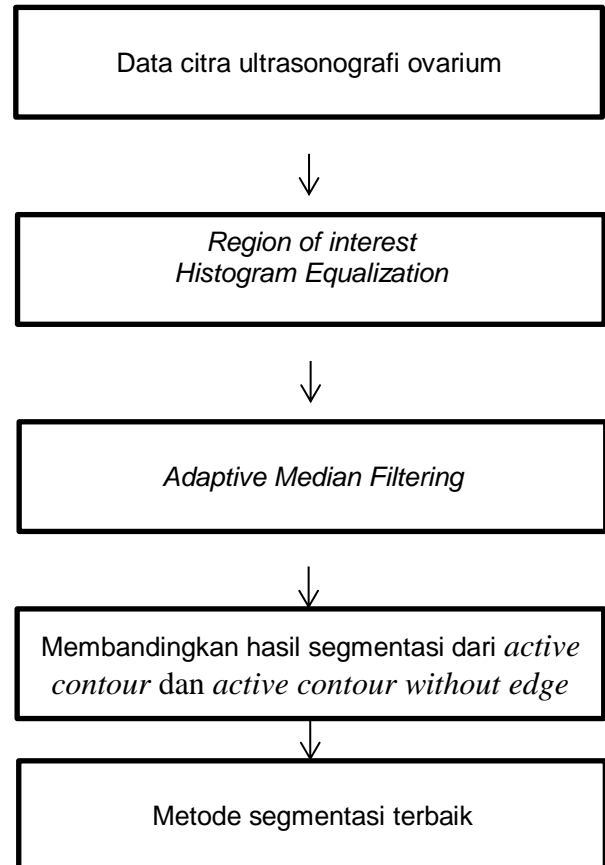 Data citra ultrasonografi ovarium
Region of interest
Histogram Equalization
Adaptive Median Filtering
Membandingkan hasil segmentasi dari active
contour dan active contour without edge
Metode segmentasi terbaik